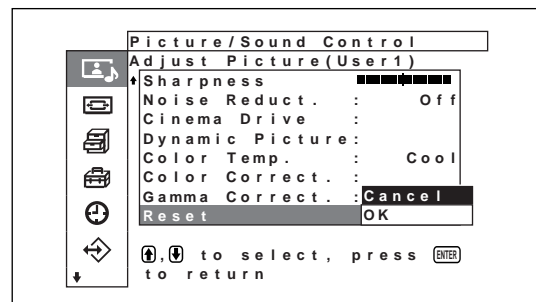 Picture/Sound Control
Adjust Picture(User1)
Sharpness
Noise Reduct. : Off
Cinema Drive :
Dynamic Picture:
Color Temp. : Cool
Color Correct. :
Gamma Correct. : Cancel
Reset OK
, to select, press ENTER
to return